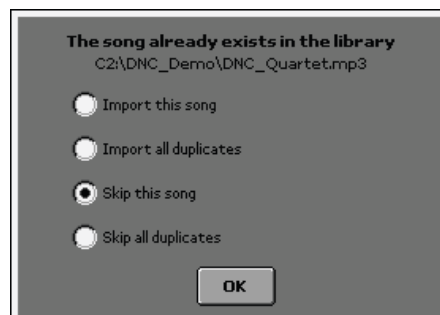 The song already exists in the library
C2:\DNC_Demo\DNC_Quartet.mp3
Import this song
Import all duplicates
Skip this song
Skip all duplicates
OK